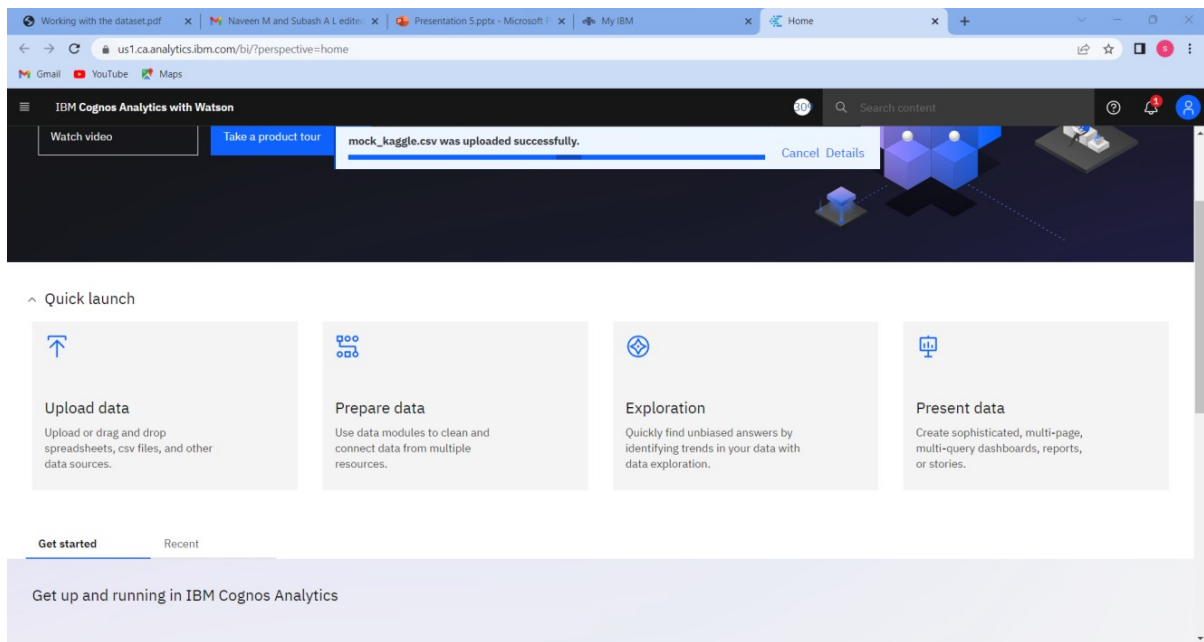 Working with the dataset.pdf
Naveen M and Subash A L edited
Presentation 5.pptx - Microsoft P
My IBM
Home
us1.ca.analytics.ibm.com/bi/?perspective=home
Gmail YouTube Maps
IBM Cognos Analytics with Watson
Search content
1
Watch video
Take a product tour
mock_kaggle.csv was uploaded successfully.
Cancel Details
Quick launch
Upload data
Upload or drag and drop
spreadsheets, csv files, and other
data sources.
Prepare data
Use data modules to clean and
connect data from multiple
resources.
Exploration
Quickly find unbiased answers by
identifying trends in your data with
data exploration.
Present data
Create sophisticated, multi-page,
multi-query dashboards, reports,
or stories.
Get started Recent
Get up and running in IBM Cognos Analytics